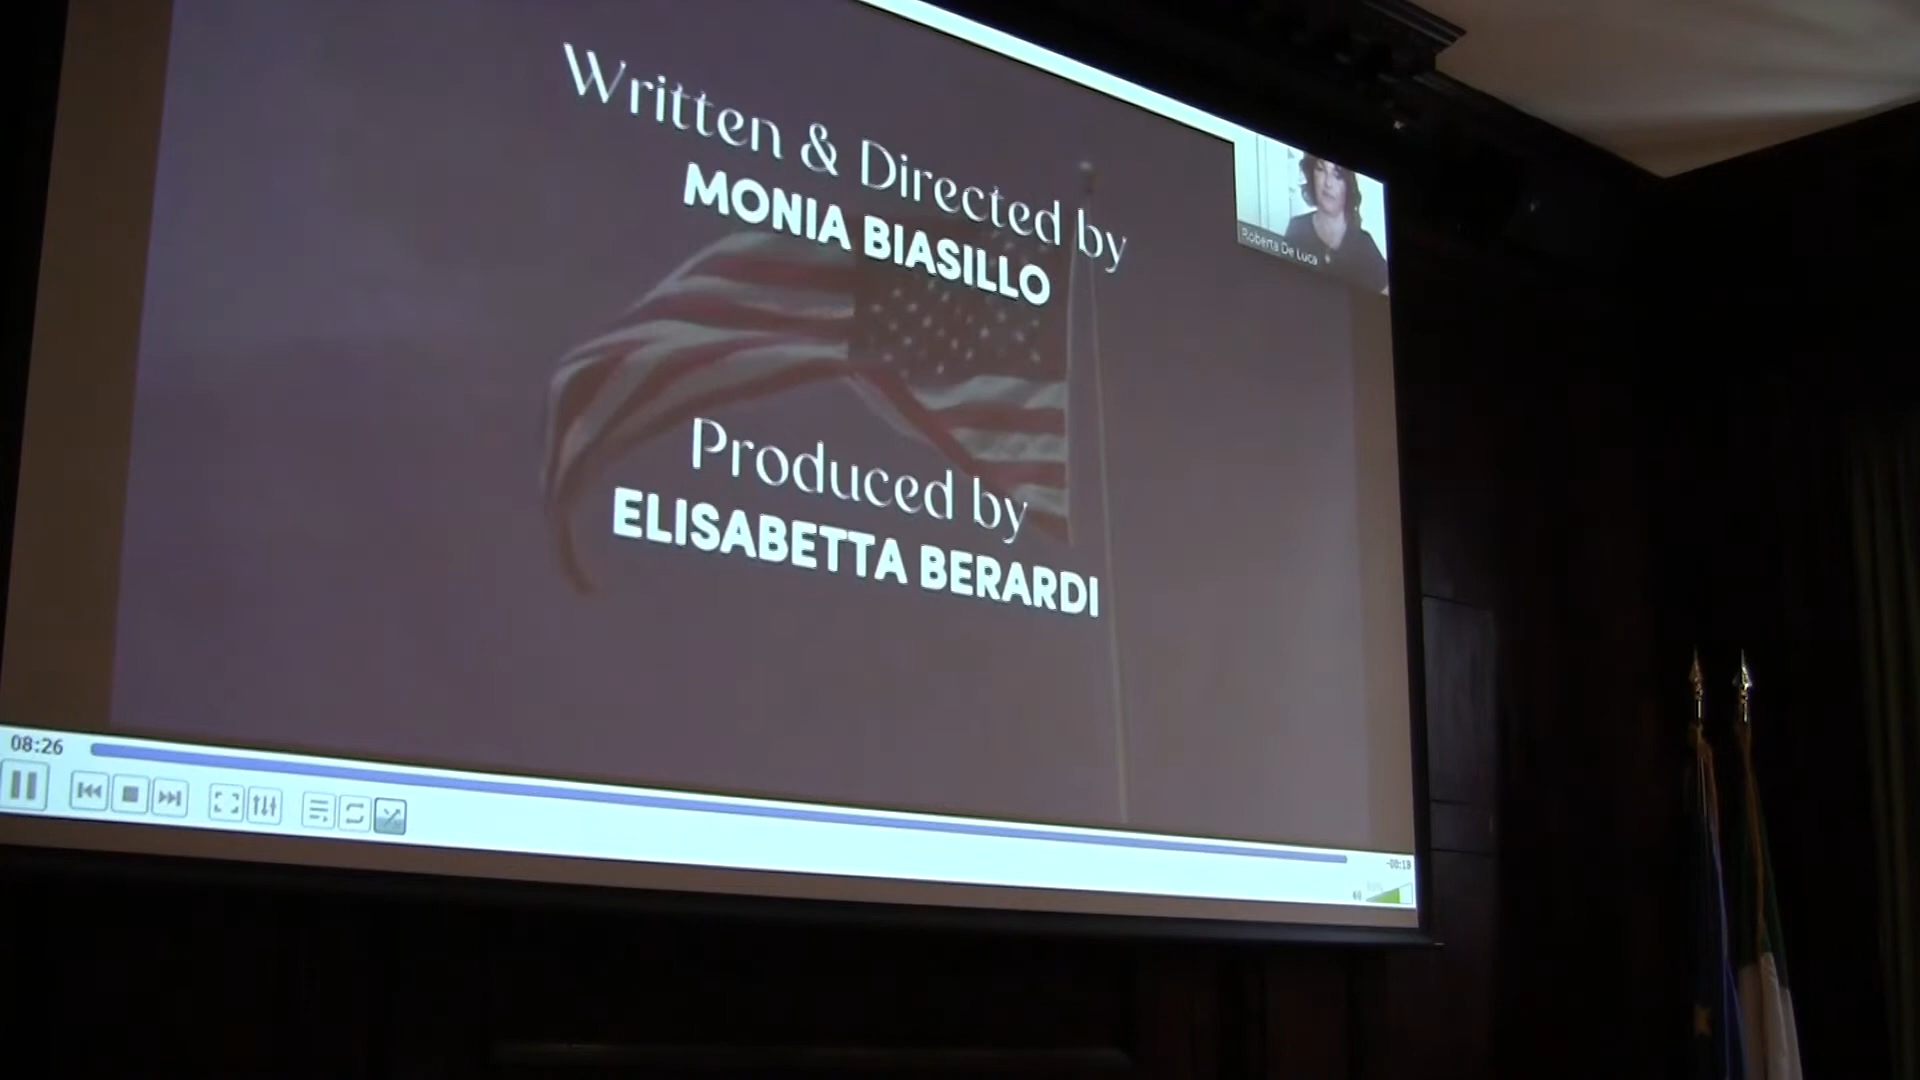 Written & Directed by
MONIA BIASILLO
Roberta De Luca
Produced by
ELISABETTA BERARDI
08:26